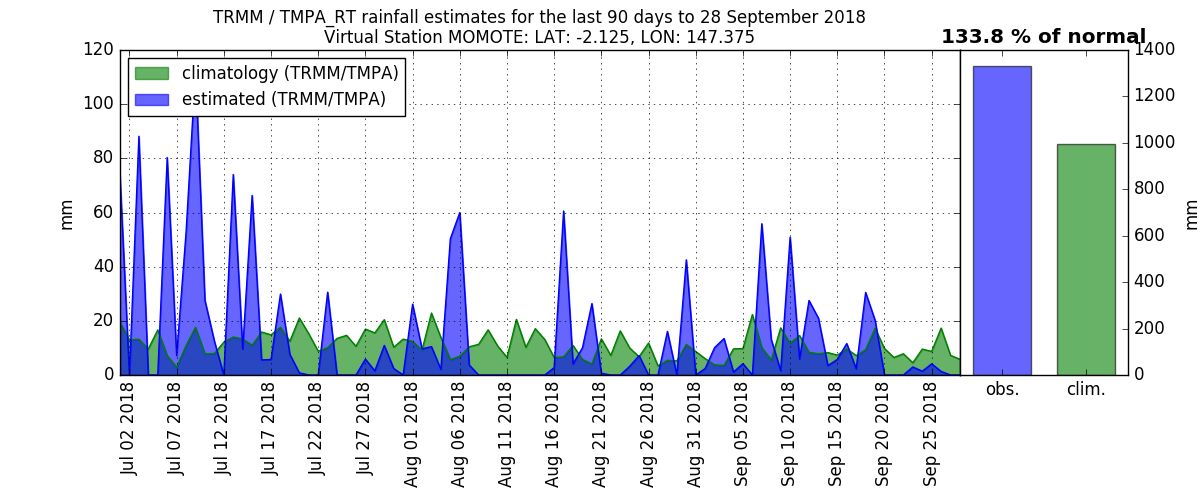 TRMM / TMPA_RT rainfall estimates for the last 90 days to 28 September 2018
Virtual Station MOMOTE: LAT: -2.125, LON: 147.375
133.8 % of normal
climatology (TRMM/TMPA)
estimated (TRMM/TMPA)
120
100
80
60
40
20
0
mm
Jul 02 2018
Jul 07 2018
Jul 12 2018
Jul 17 2018
Jul 22 2018
Jul 27 2018
Aug 01 2018
Aug 06 2018
Aug 11 2018
Aug 16 2018
Aug 21 2018
Aug 26 2018
Aug 31 2018
Sep 05 2018
Sep 10 2018
Sep 15 2018
Sep 20 2018
Sep 25 2018
obs.
clim.
1400
1200
1000
800
600
400
200
0
mm